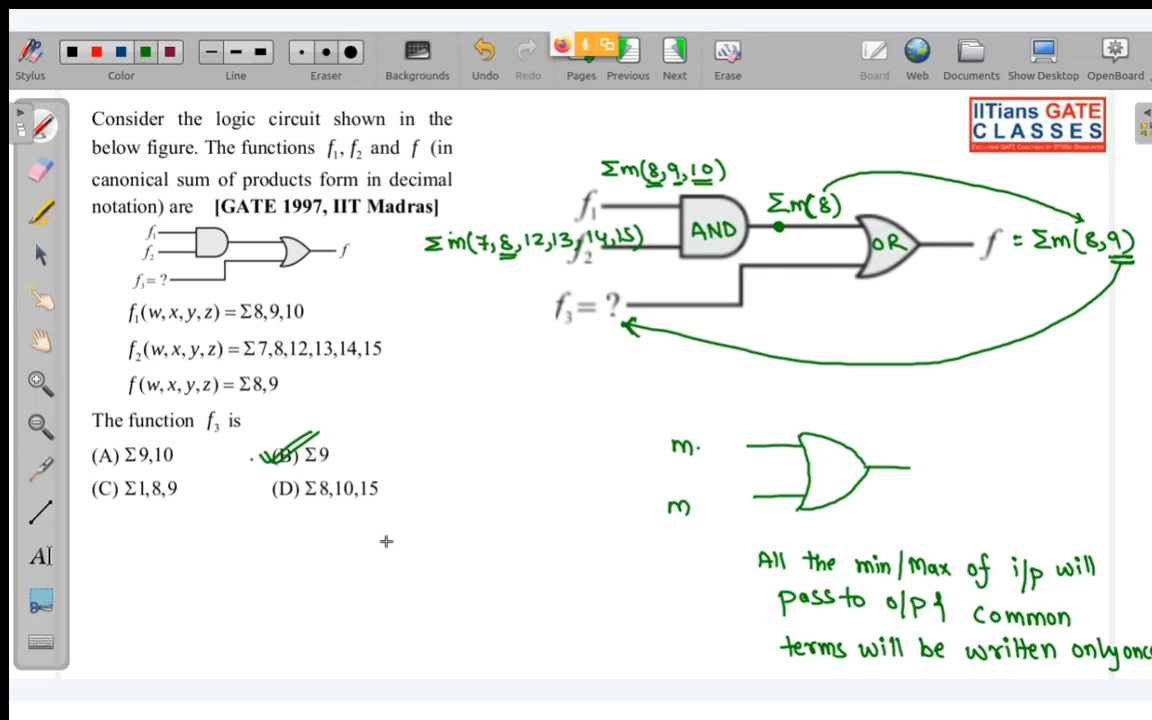 Stylus
Color
Line
Eraser
Backgrounds
Undo
Redo
Pages
Previous
Next
Erase
Board
Web
Documents
Show Desktop
OpenBoard
Consider the logic circuit shown in the
below figure. The functions f₁, f₂ and f (in
canonical sum of products form in decimal
notation) are [GATE 1997, IIT Madras]
f₁
f₂
f
f₃=?
f₁(w,x,y,z)=Σ8,9,10
f₂(w,x,y,z)=Σ7,8,12,13,14,15
f(w,x,y,z)=Σ8,9
The function f₃ is
(A) Σ9,10
(B) Σ9
(C) Σ1,8,9
(D) Σ8,10,15
IITians GATE
CLASSES
Σm(8,9,10)
f₁
AND
Σm(8)
OR
f = Σm(8,9)
Σm(7,8,12,13,14,15)
f₂
f₃=?
m.
m
All the min/Max of i/p will
pass to o/p & common
terms will be written only onc
AI